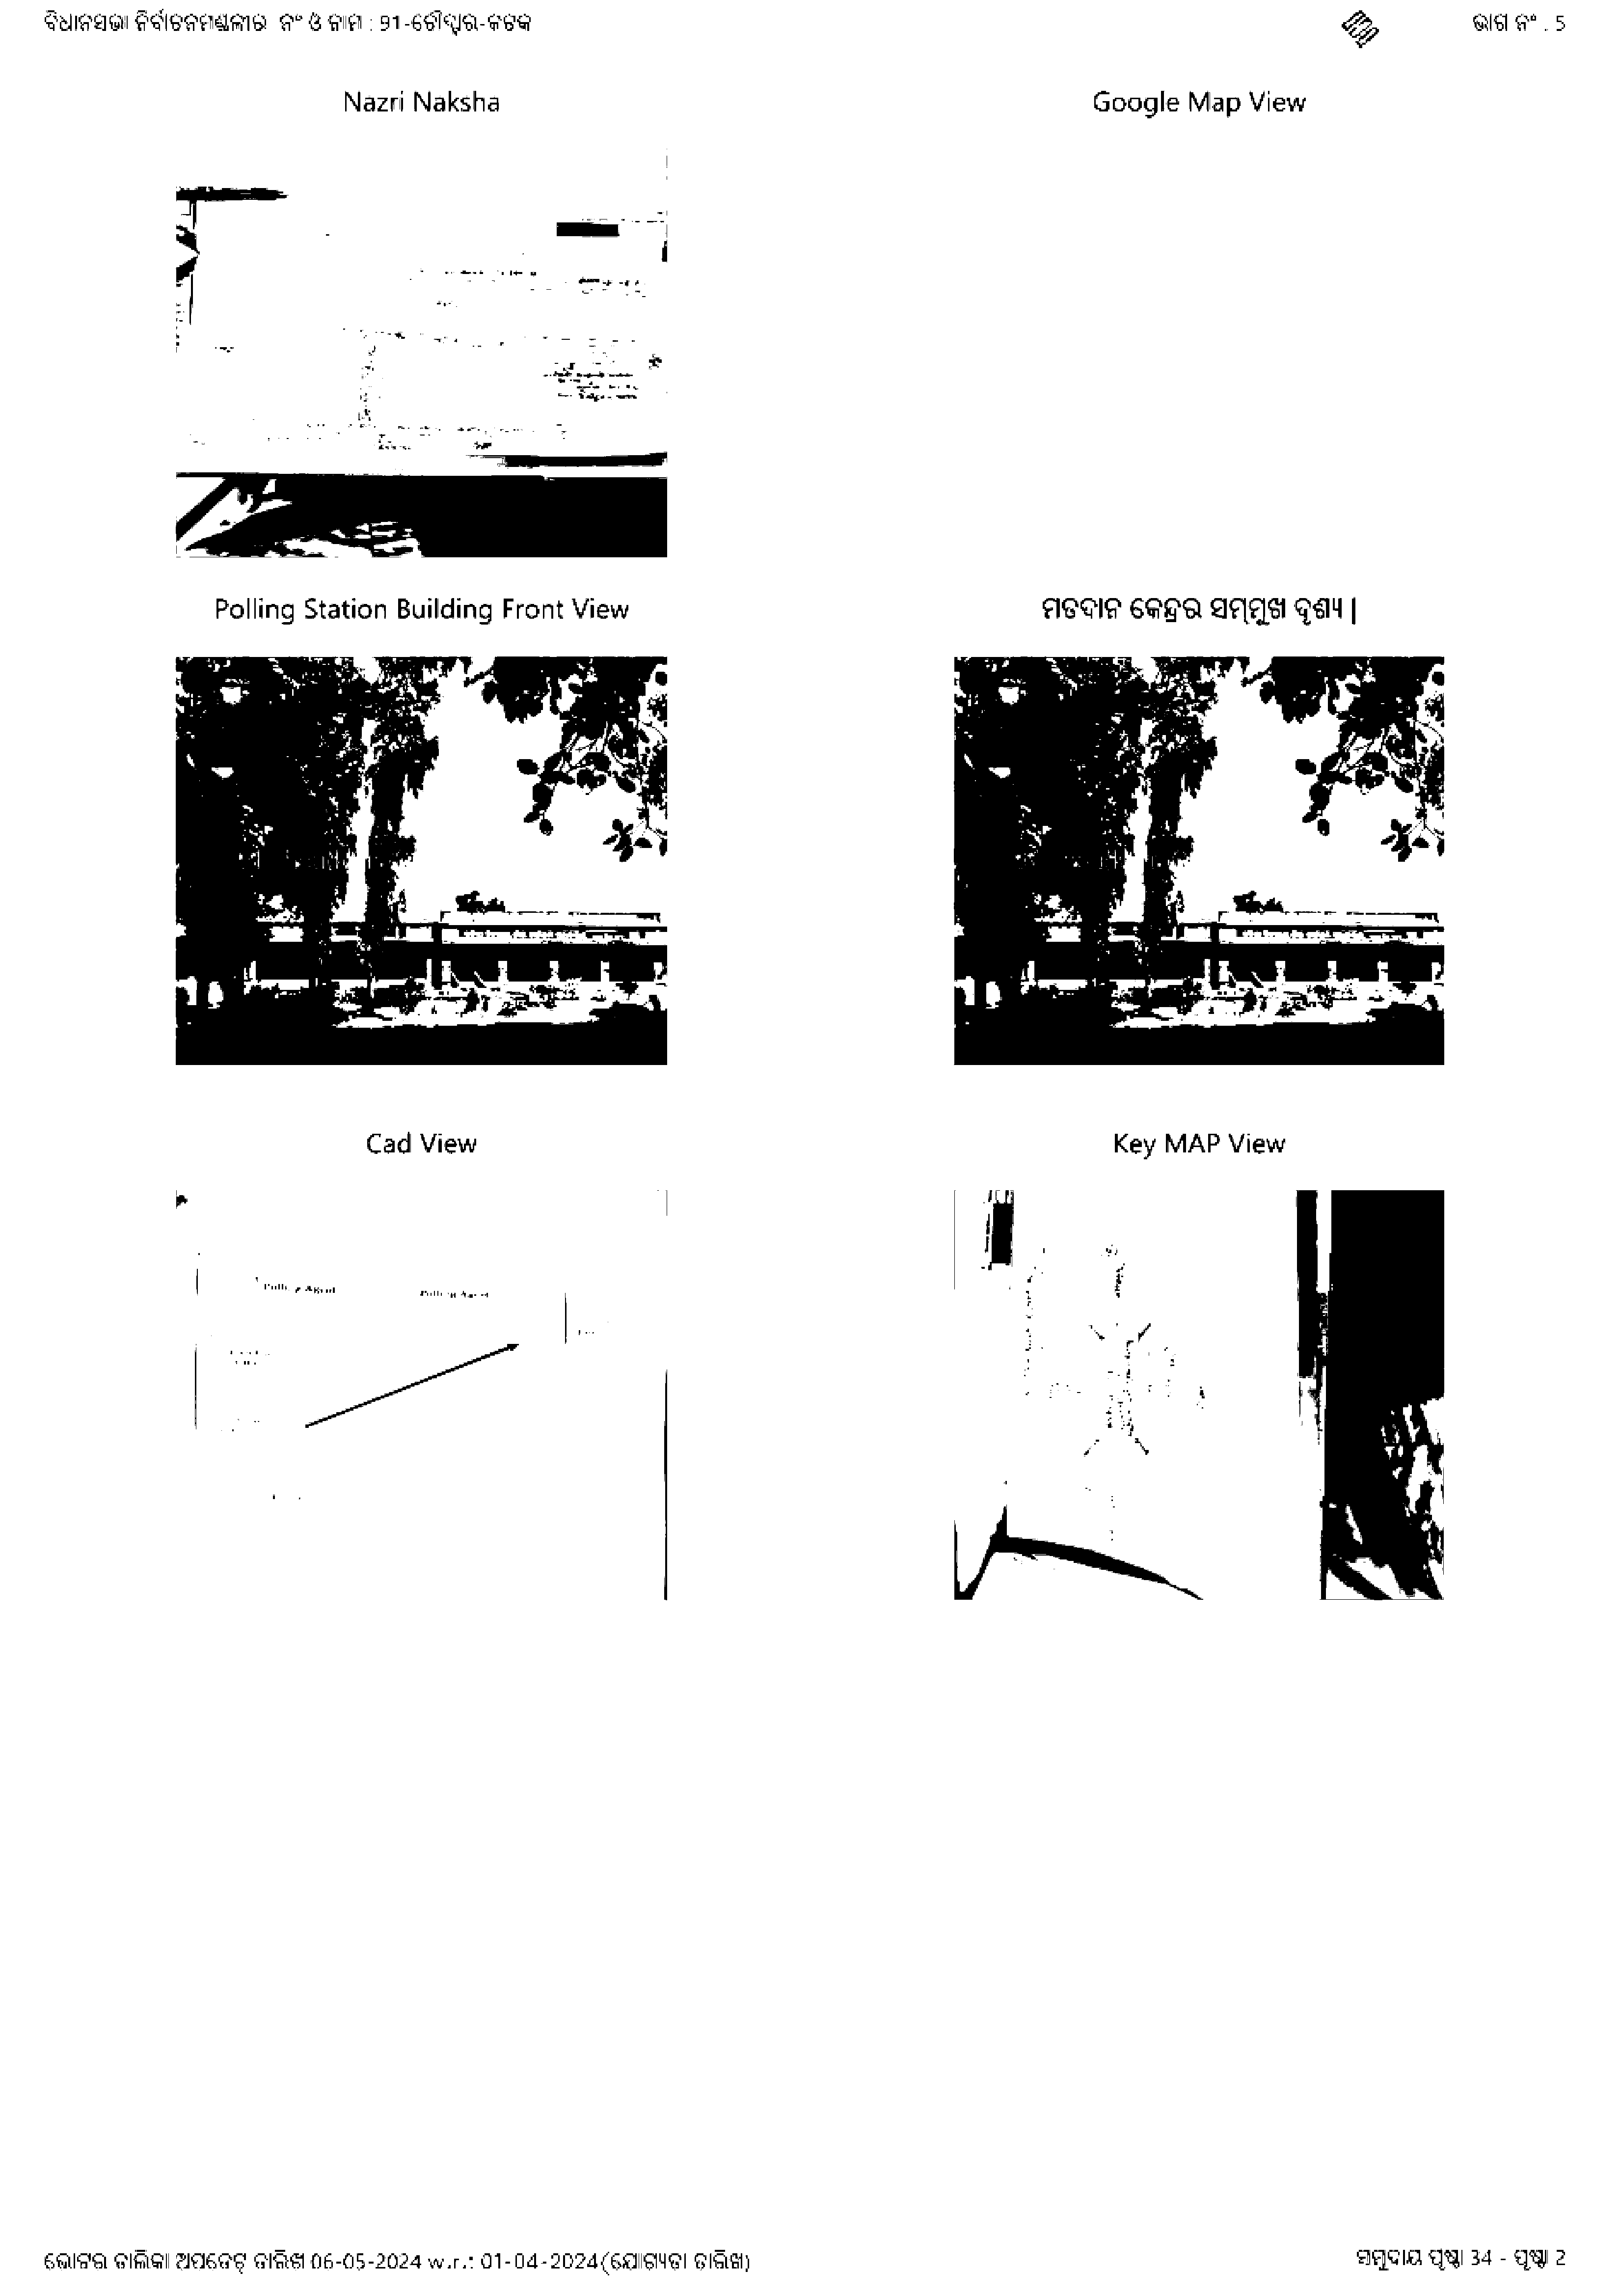 ବିଧାନସଭା ନିର୍ବାଚନମଣ୍ଡଳୀର ନଂ ଓ ନାମ : 91-ଚୌଦ୍ୱାର-କଟକ
ଭାଗ ନଂ . 5
Nazri Naksha
Google Map View
Polling Station Building Front View
ମତଦାନ କେନ୍ଦ୍ରର ସମ୍ମୁଖ ଦୃଶ୍ୟ |
Cad View
Key MAP View
Polling Agent
Polling Agent
ଭୋଟର ତାଲିକା ଅପଡେଟ୍ ତାରିଖ 06-05-2024 w.r.: 01-04-2024(ଯୋଗ୍ୟତା ତାରିଖ)
ସମୁଦାୟ ପୃଷ୍ଠା 34 - ପୃଷ୍ଠା 2